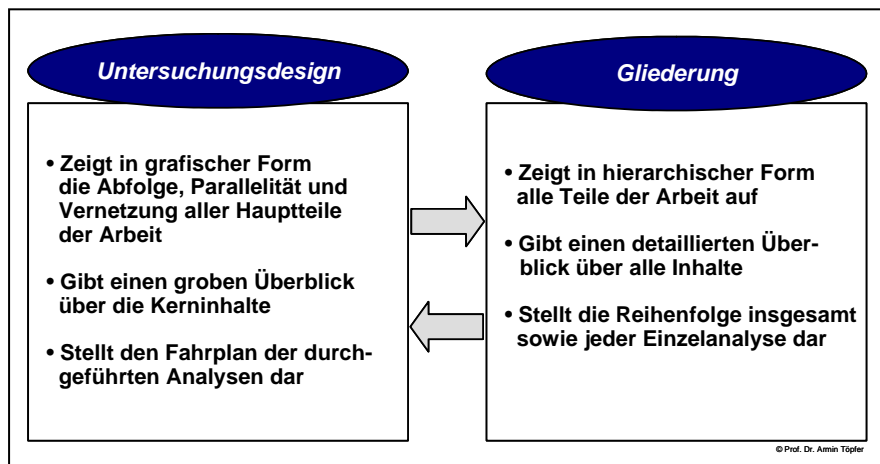 Untersuchungsdesign
• Zeigt in grafischer Form
die Abfolge, Parallelität und
Vernetzung aller Hauptteile
der Arbeit
• Gibt einen groben Überblick
über die Kerninhalte
• Stellt den Fahrplan der durch-
geführten Analysen dar
Gliederung
• Zeigt in hierarchischer Form
alle Teile der Arbeit auf
• Gibt einen detaillierten Über-
blick über alle Inhalte
• Stellt die Reihenfolge insgesamt
sowie jeder Einzelanalyse dar
© Prof. Dr. Armin Töpfer